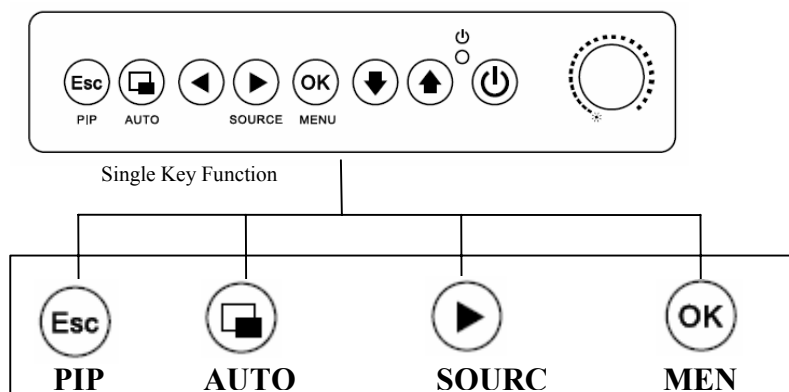 Esc OK
PIP AUTO SOURCE MENU
Single Key Function
Esc OK
PIP AUTO SOURC MEN